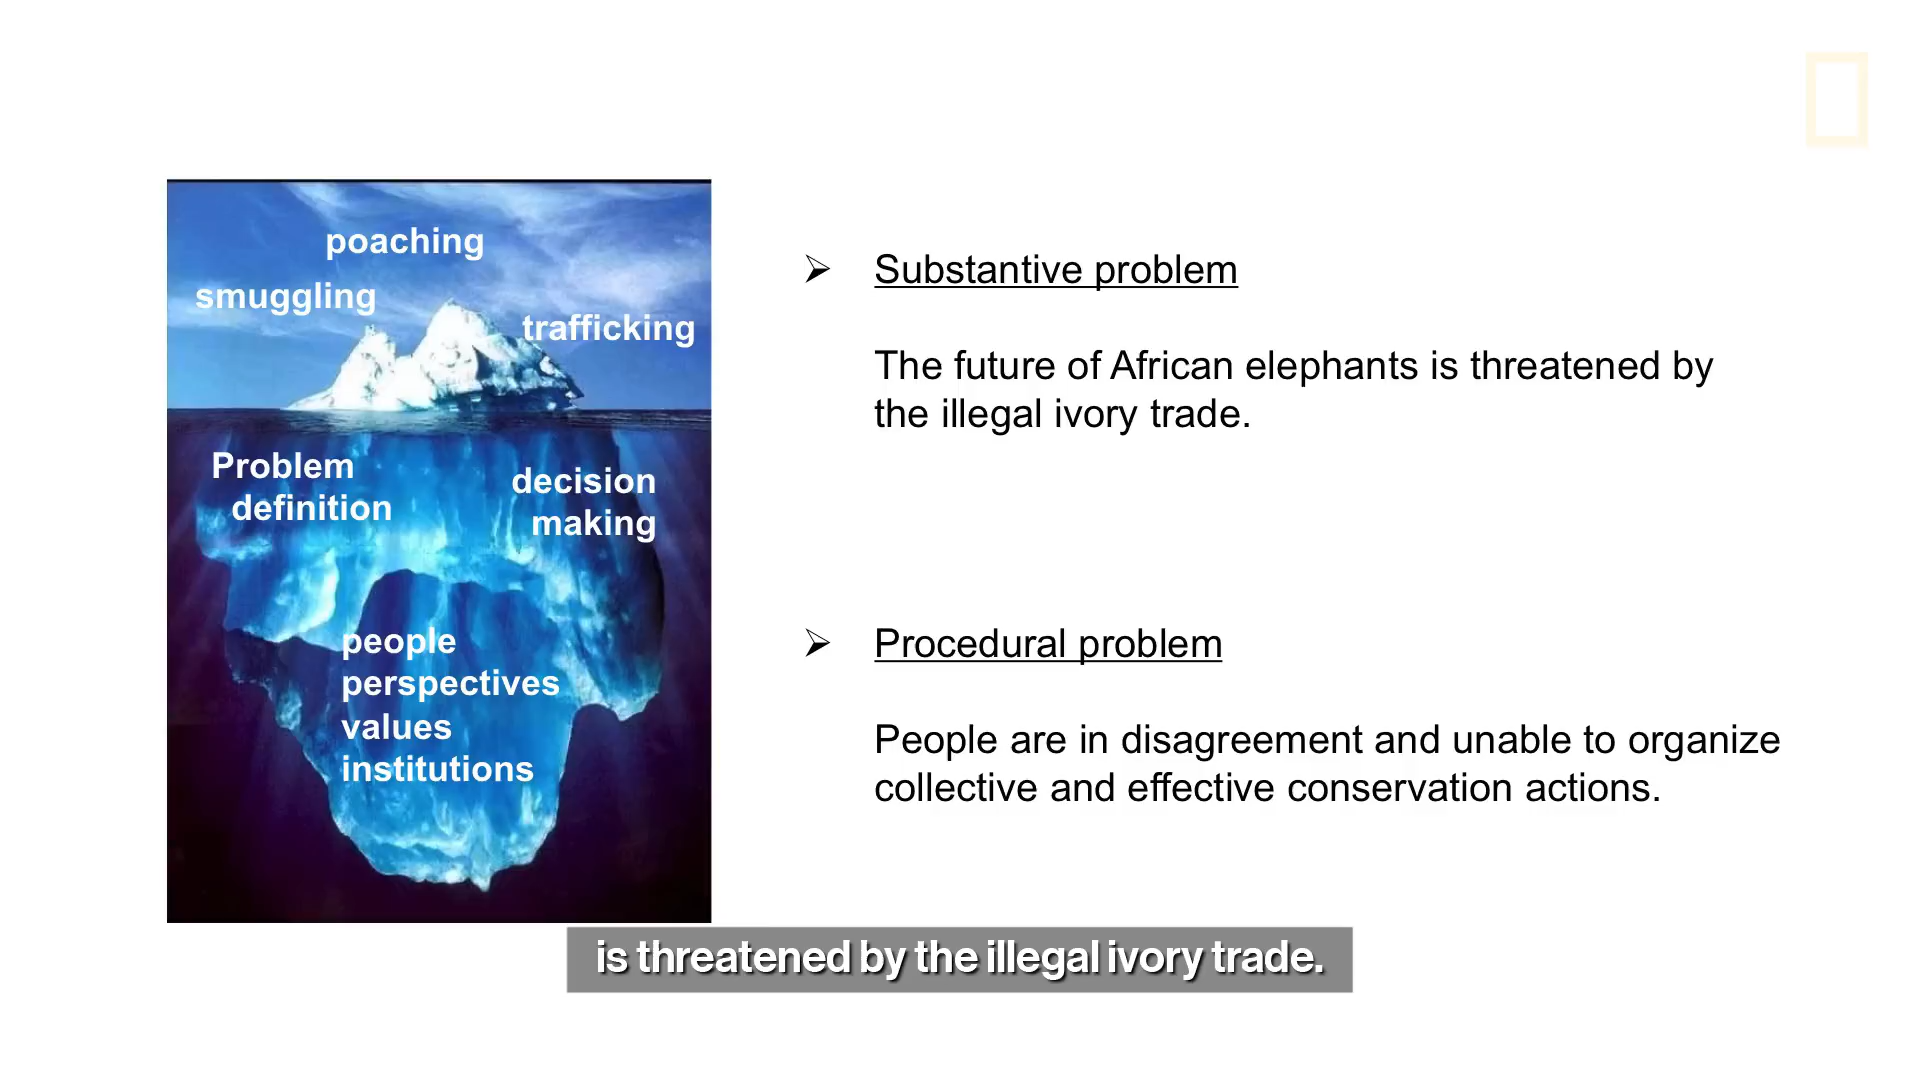 poaching
smuggling
trafficking
Problem
definition
decision
making
people
perspectives
values
institutions
➢ Substantive problem
The future of African elephants is threatened by
the illegal ivory trade.
➢ Procedural problem
People are in disagreement and unable to organize
collective and effective conservation actions.
is threatened by the illegal ivory trade.